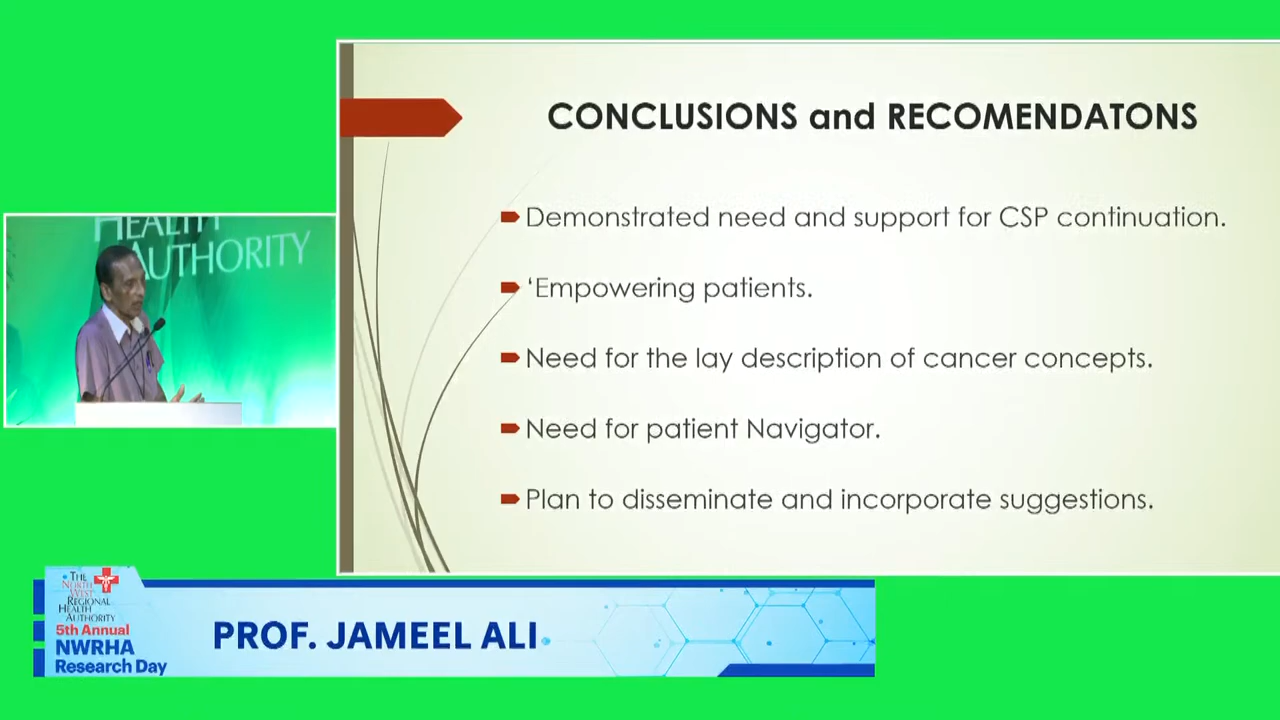 CONCLUSIONS and RECOMENDATONS
Demonstrated need and support for CSP continuation.
‘Empowering patients.
Need for the lay description of cancer concepts.
Need for patient Navigator.
Plan to disseminate and incorporate suggestions.
HEALTH
AUTHORITY
THE
NORTH
WEST
REGIONAL
HEALTH
AUTHORITY
5th Annual
NWRHA
Research Day
PROF. JAMEEL ALI